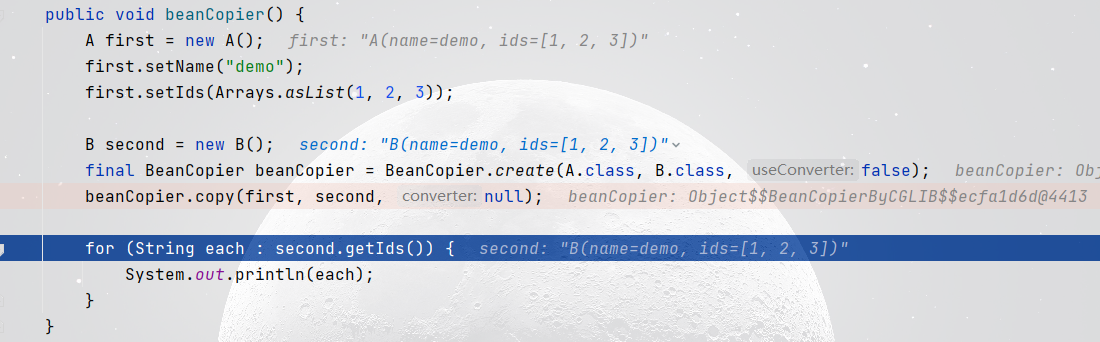 public void beanCopier() {
A first = new A(); first: "A(name=demo, ids=[1, 2, 3])"
first.setName("demo");
first.setIds(Arrays.asList(1, 2, 3));
B second = new B(); second: "B(name=demo, ids=[1, 2, 3])"
final BeanCopier beanCopier = BeanCopier.create(A.class, B.class, useConverter: false); beanCopier: Obj
beanCopier.copy(first, second, converter: null); beanCopier: Object$$BeanCopierByCGLIB$$ecfa1d6d@4413
for (String each : second.getIds()) { second: "B(name=demo, ids=[1, 2, 3])"
System.out.println(each);
}
}